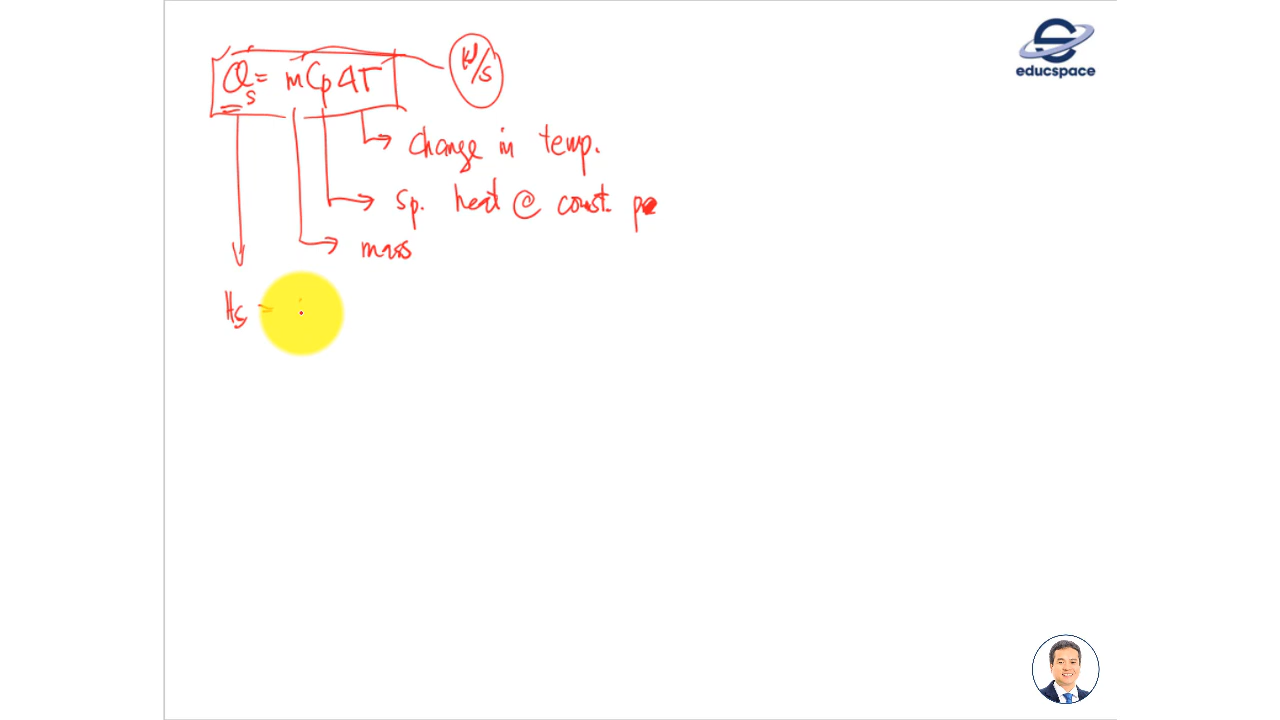 Qs = mCpΔT
kJ/s
educspace
change in temp.
sp. heat @ const. p
mass
Hs =